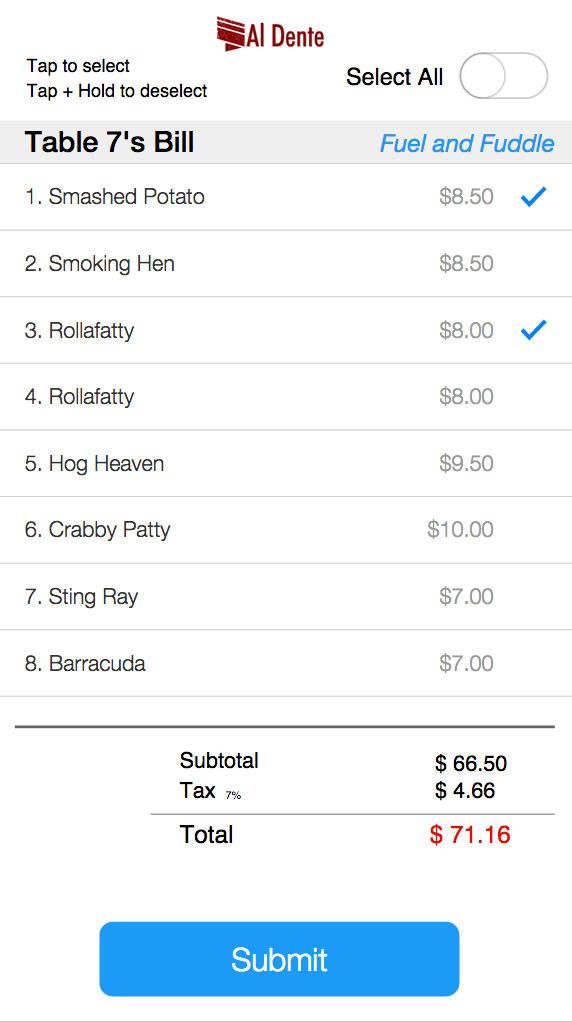 Al Dente
Tap to select
Tap + Hold to deselect
Select All
Table 7's Bill Fuel and Fuddle
1. Smashed Potato $8.50
2. Smoking Hen $8.50
3. Rollafatty $8.00
4. Rollafatty $8.00
5. Hog Heaven $9.50
6. Crabby Patty $10.00
7. Sting Ray $7.00
8. Barracuda $7.00
Subtotal $ 66.50
Tax 7% $ 4.66
Total $ 71.16
Submit